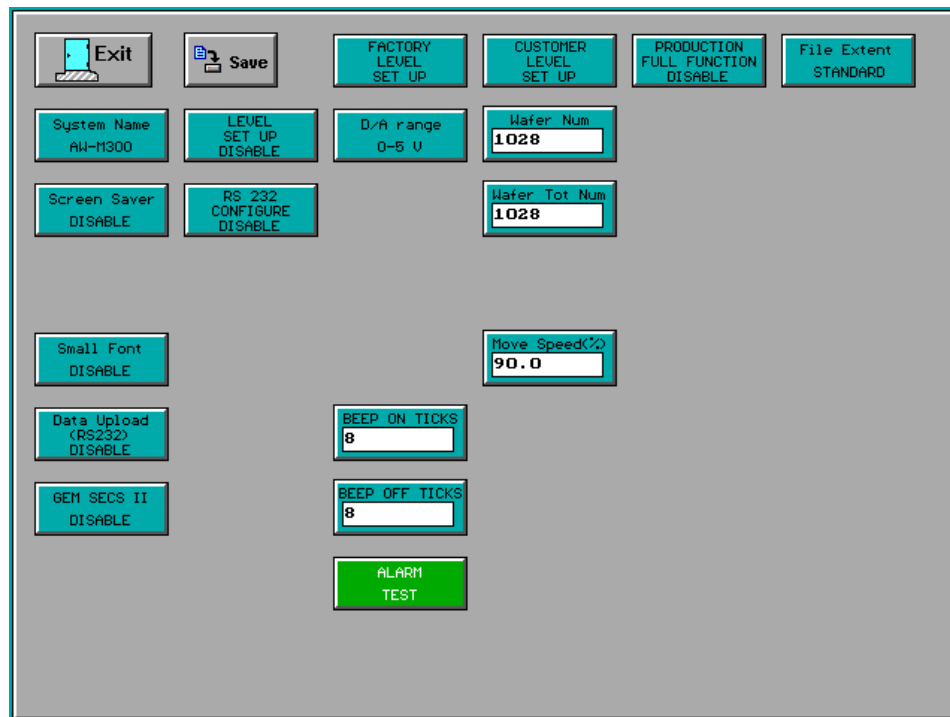 Exit
Save
FACTORY
LEVEL
SET UP
CUSTOMER
LEVEL
SET UP
PRODUCTION
FULL FUNCTION
DISABLE
File Extent
STANDARD
System Name
AW-M300
LEVEL
SET UP
DISABLE
D/A range
0-5 V
Wafer Num
1028
Screen Saver
DISABLE
RS 232
CONFIGURE
DISABLE
Wafer Tot Num
1028
Small Font
DISABLE
Move Speed(%)
90.0
Data Upload
(RS232)
DISABLE
BEEP ON TICKS
8
GEM SECS II
DISABLE
BEEP OFF TICKS
8
ALARM
TEST